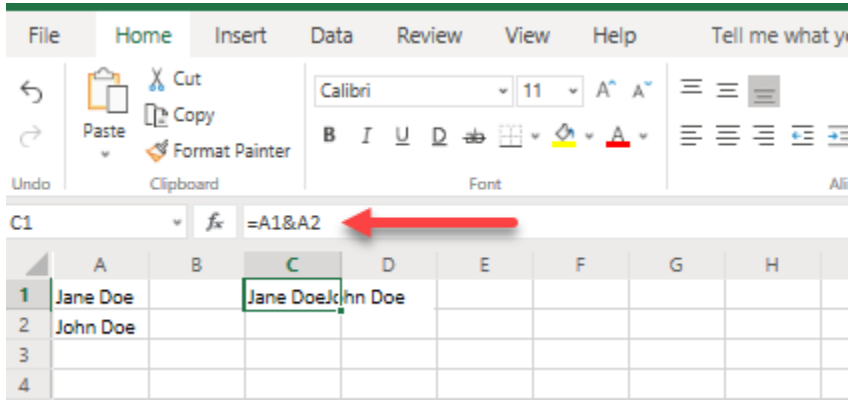 File Home Insert Data Review View Help Tell me what
Cut
Calibri 11 A A
Copy
Paste
B I U D ab A
Format Painter
Undo Clipboard Font
C1 fx =A1&A2
A B C D E F G H
1 Jane Doe Jane DoeJohn Doe
2 John Doe
3
4